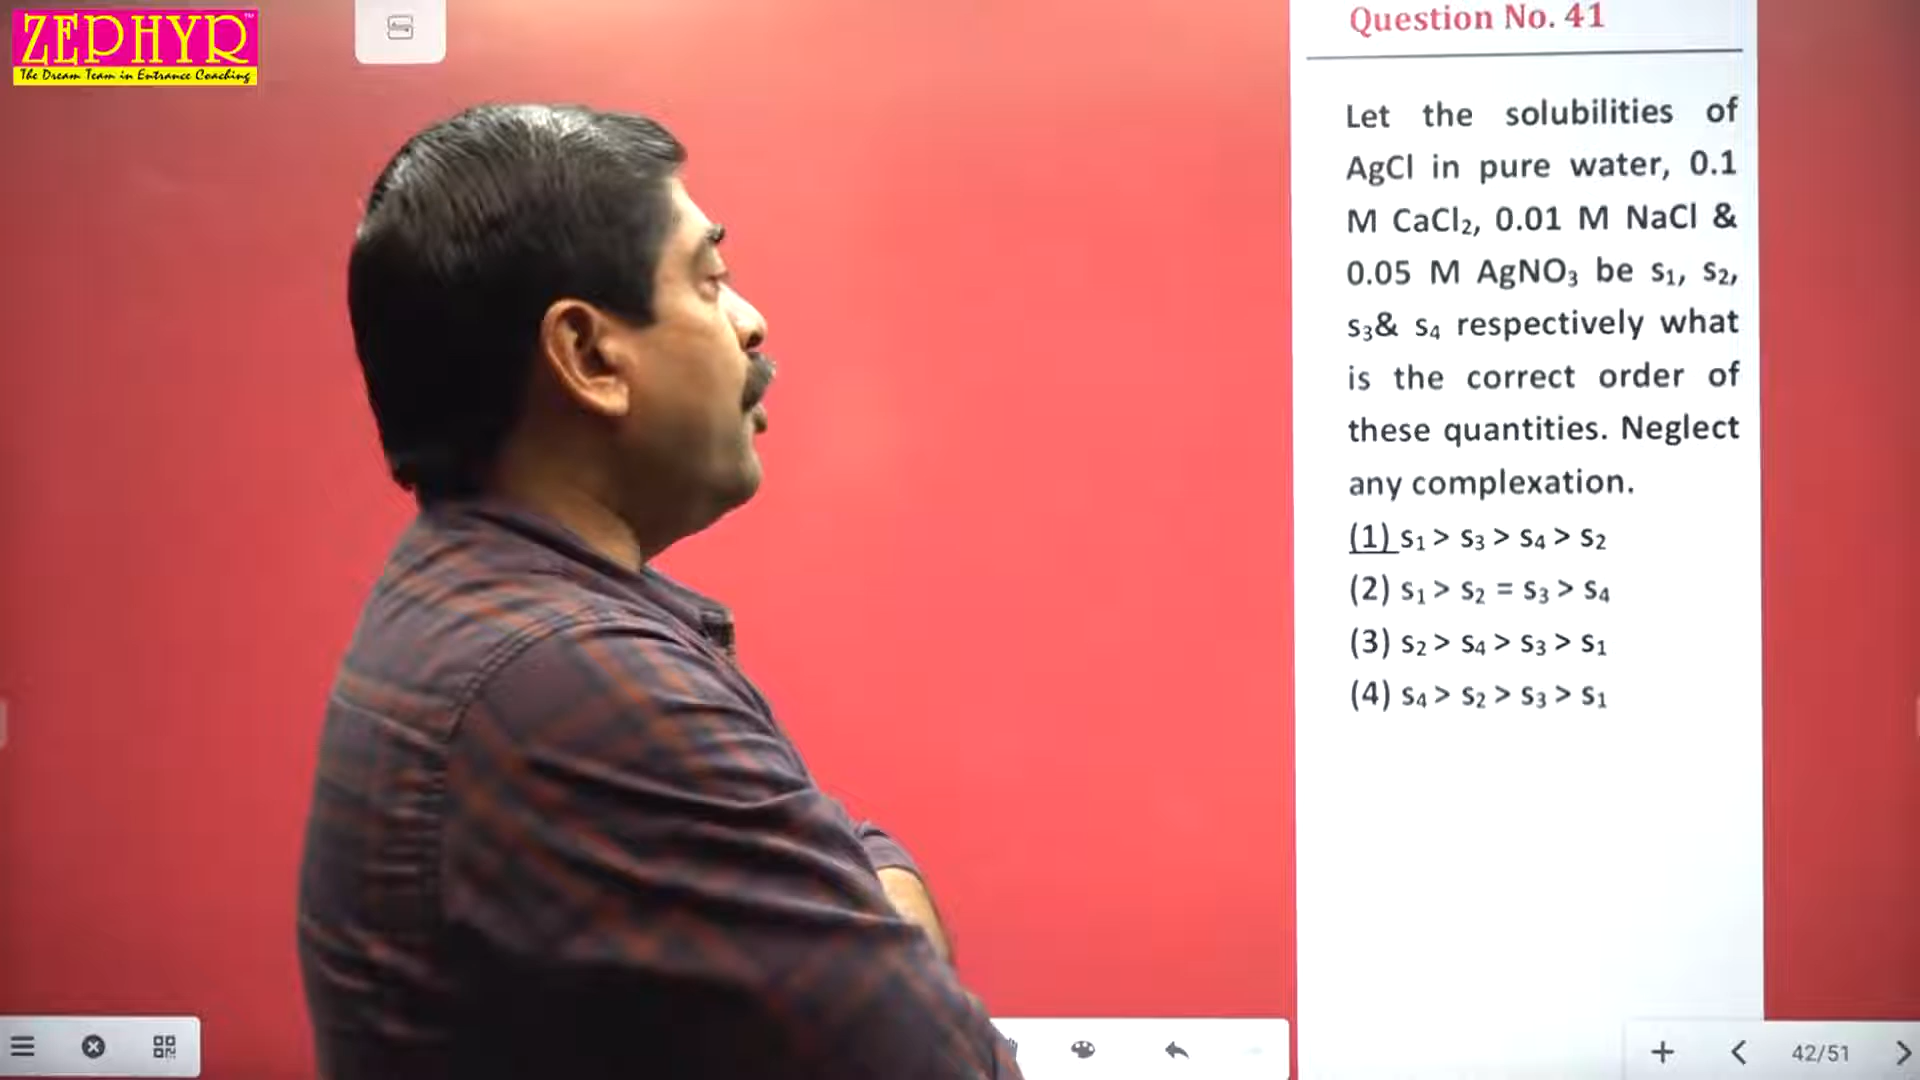 ZEPHYR™
The Dream Team in Entrance Coaching
Question No. 41
Let the solubilities of
AgCl in pure water, 0.1
M CaCl₂, 0.01 M NaCl &
0.05 M AgNO₃ be s₁, s₂,
s₃& s₄ respectively what
is the correct order of
these quantities. Neglect
any complexation.
(1) s₁ > s₃ > s₄ > s₂
(2) s₁ > s₂ = s₃ > s₄
(3) s₂ > s₄ > s₃ > s₁
(4) s₄ > s₂ > s₃ > s₁
42/51